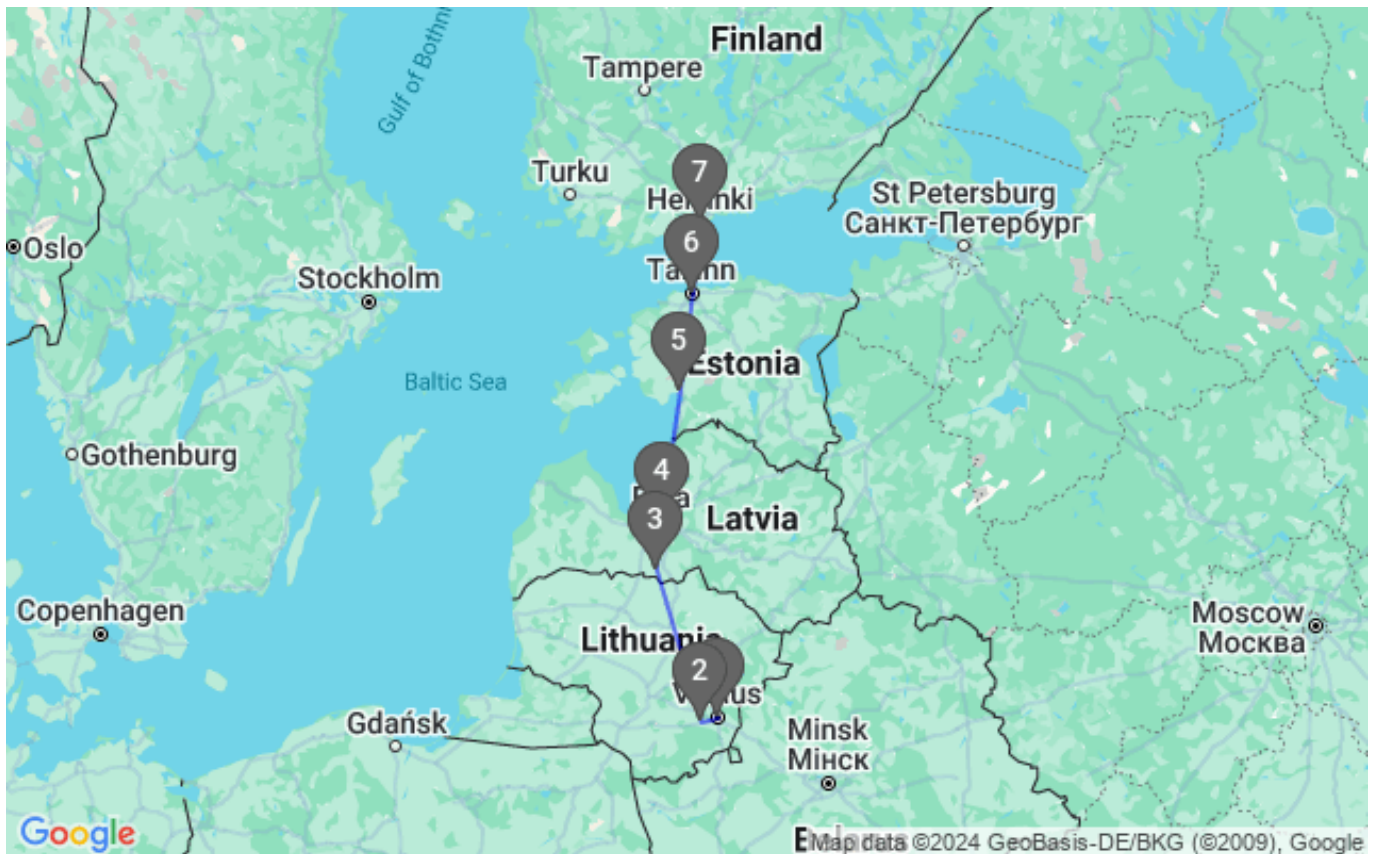 Finland
Tampere
Gulf of Bothni
7
Turku
Helsinki
St Petersburg
Санкт-Петербург
6
Oslo
Tallinn
Stockholm
5
Estonia
Baltic Sea
Gothenburg
4
Latvia
3
Copenhagen
Lithuania
Moscow
Москва
2
Vilnius
Gdańsk
Minsk
Мінск
Google
Map data ©2024 GeoBasis-DE/BKG (©2009), Google